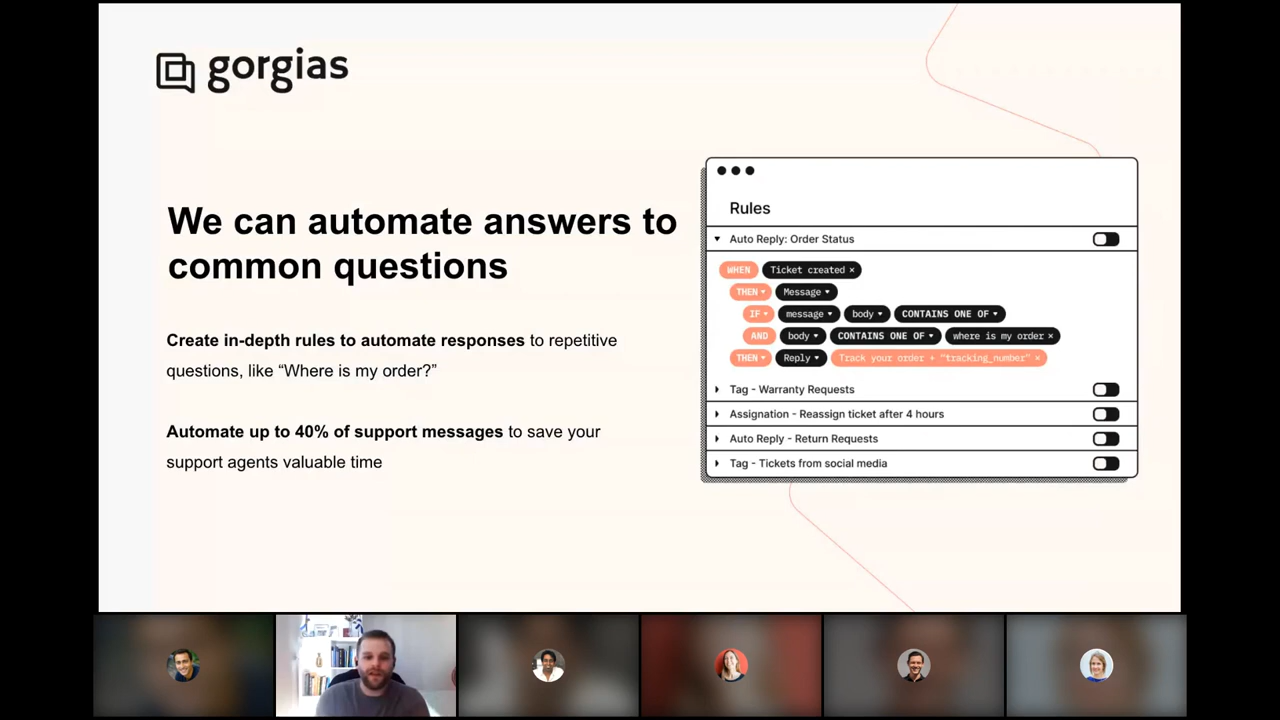 gorgias
We can automate answers to
common questions
Create in-depth rules to automate responses to repetitive
questions, like “Where is my order?”
Automate up to 40% of support messages to save your
support agents valuable time
Rules
Auto Reply: Order Status
WHEN Ticket created ×
THEN Message
IF message body CONTAINS ONE OF
AND body CONTAINS ONE OF where is my order ×
THEN Reply Track your order + "tracking_number" ×
Tag - Warranty Requests
Assignation - Reassign ticket after 4 hours
Auto Reply - Return Requests
Tag - Tickets from social media